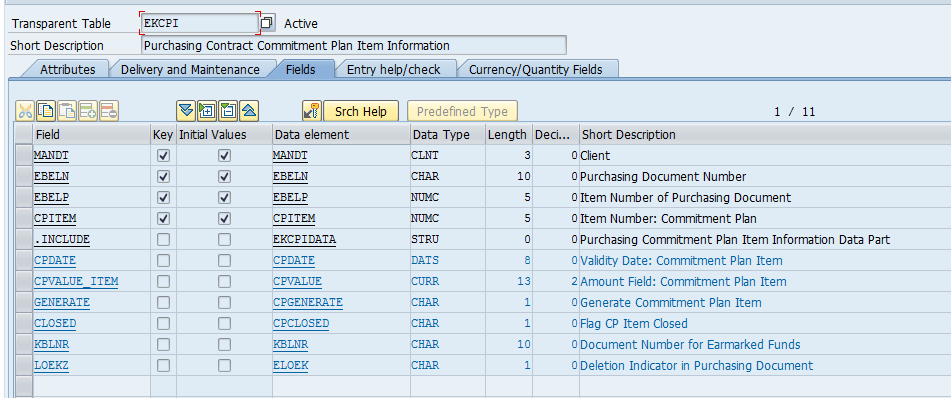 Transparent Table EKCPI Active
Short Description Purchasing Contract Commitment Plan Item Information
Attributes Delivery and Maintenance Fields Entry help/check Currency/Quantity Fields
Srch Help Predefined Type 1 / 11
Field Key Initial Values Data element Data Type Length Deci... Short Description
MANDT MANDT CLNT 3 0 Client
EBELN EBELN CHAR 10 0 Purchasing Document Number
EBELP EBELP NUMC 5 0 Item Number of Purchasing Document
CPITEM CPITEM NUMC 5 0 Item Number: Commitment Plan
.INCLUDE EKCPIDATA STRU 0 0 Purchasing Commitment Plan Item Information Data Part
CPDATE CPDATE DATS 8 0 Validity Date: Commitment Plan Item
CPVALUE_ITEM CPVALUE CURR 13 2 Amount Field: Commitment Plan Item
GENERATE CPGENERATE CHAR 1 0 Generate Commitment Plan Item
CLOSED CPCLOSED CHAR 1 0 Flag CP Item Closed
KBLNR KBLNR CHAR 10 0 Document Number for Earmarked Funds
LOEKZ ELOEK CHAR 1 0 Deletion Indicator in Purchasing Document